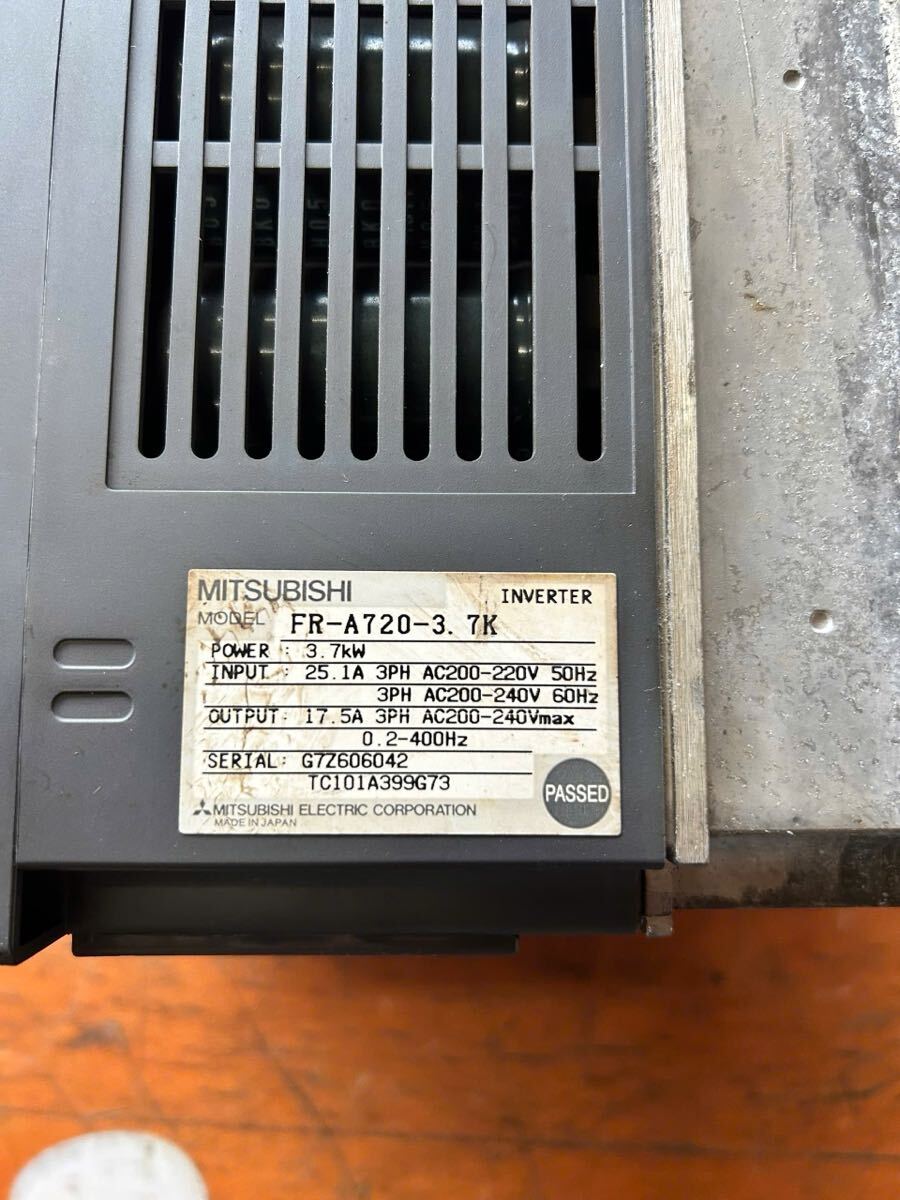 H05
8K0
MITSUBISHI INVERTER
MODEL FR-A720-3.7K
POWER : 3.7kW
INPUT : 25.1A 3PH AC200-220V 50Hz
3PH AC200-240V 60Hz
OUTPUT: 17.5A 3PH AC200-240Vmax
0.2-400Hz
SERIAL: G7Z606042
TC101A399G73
PASSED
MITSUBISHI ELECTRIC CORPORATION
MADE IN JAPAN